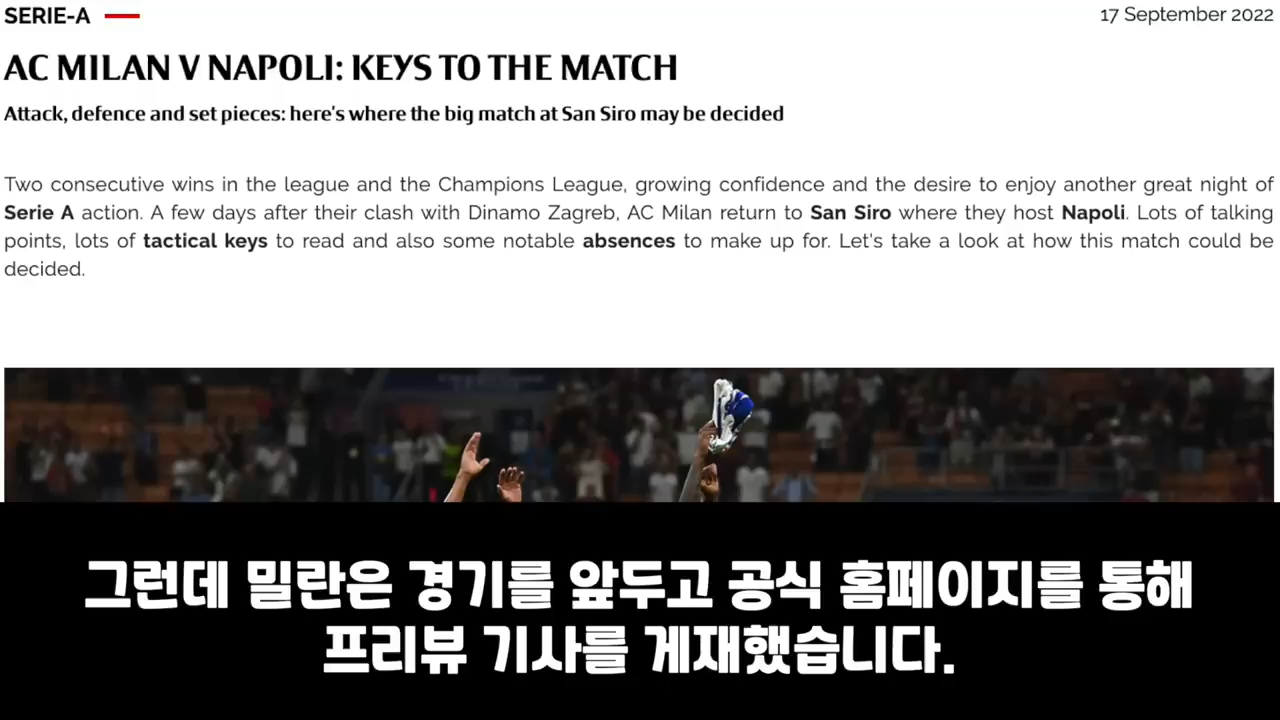 SERIE-A
17 September 2022
AC MILAN V NAPOLI: KEYS TO THE MATCH
Attack, defence and set pieces: here's where the big match at San Siro may be decided
Two consecutive wins in the league and the Champions League, growing confidence and the desire to enjoy another great night of
Serie A action. A few days after their clash with Dinamo Zagreb, AC Milan return to San Siro where they host Napoli. Lots of talking
points, lots of tactical keys to read and also some notable absences to make up for. Let's take a look at how this match could be
decided.
그런데 밀란은 경기를 앞두고 공식 홈페이지를 통해
프리뷰 기사를 게재했습니다.